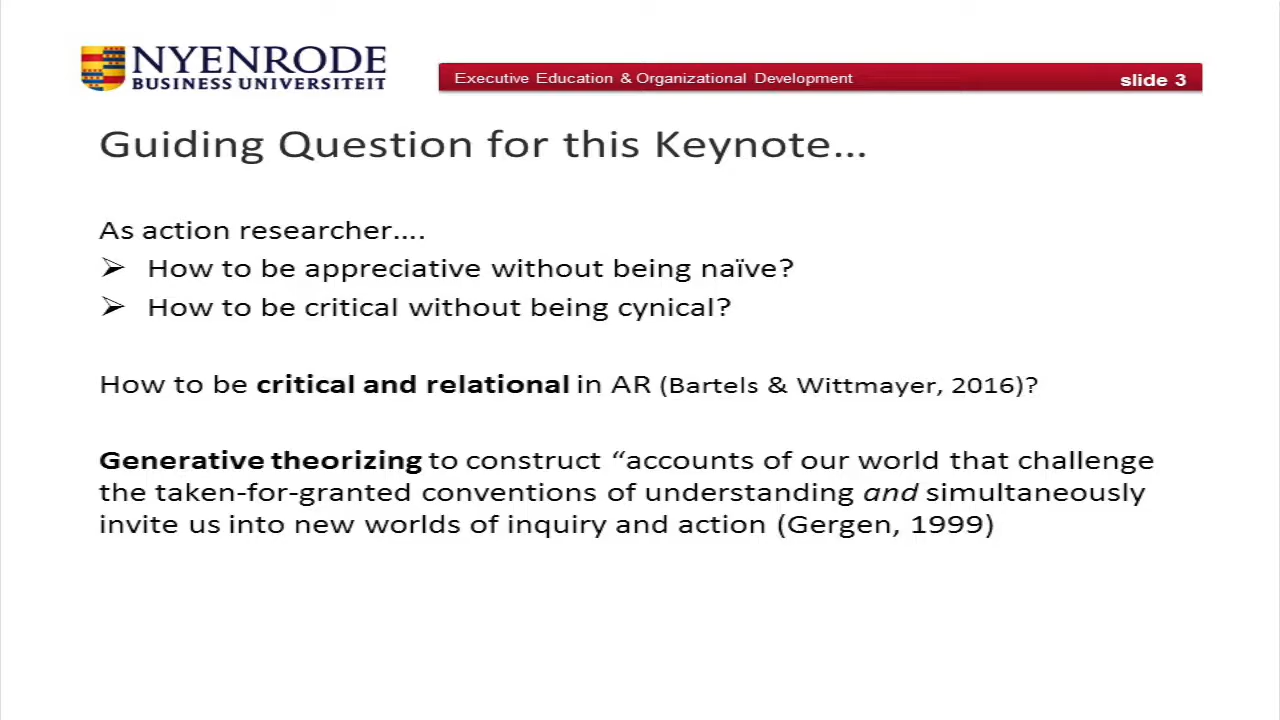 NYENRODE
BUSINESS UNIVERSITEIT
Executive Education & Organizational Development
slide 3
Guiding Question for this Keynote...
As action researcher....
➢ How to be appreciative without being naïve?
➢ How to be critical without being cynical?
How to be critical and relational in AR (Bartels & Wittmayer, 2016)?
Generative theorizing to construct “accounts of our world that challenge
the taken-for-granted conventions of understanding and simultaneously
invite us into new worlds of inquiry and action (Gergen, 1999)